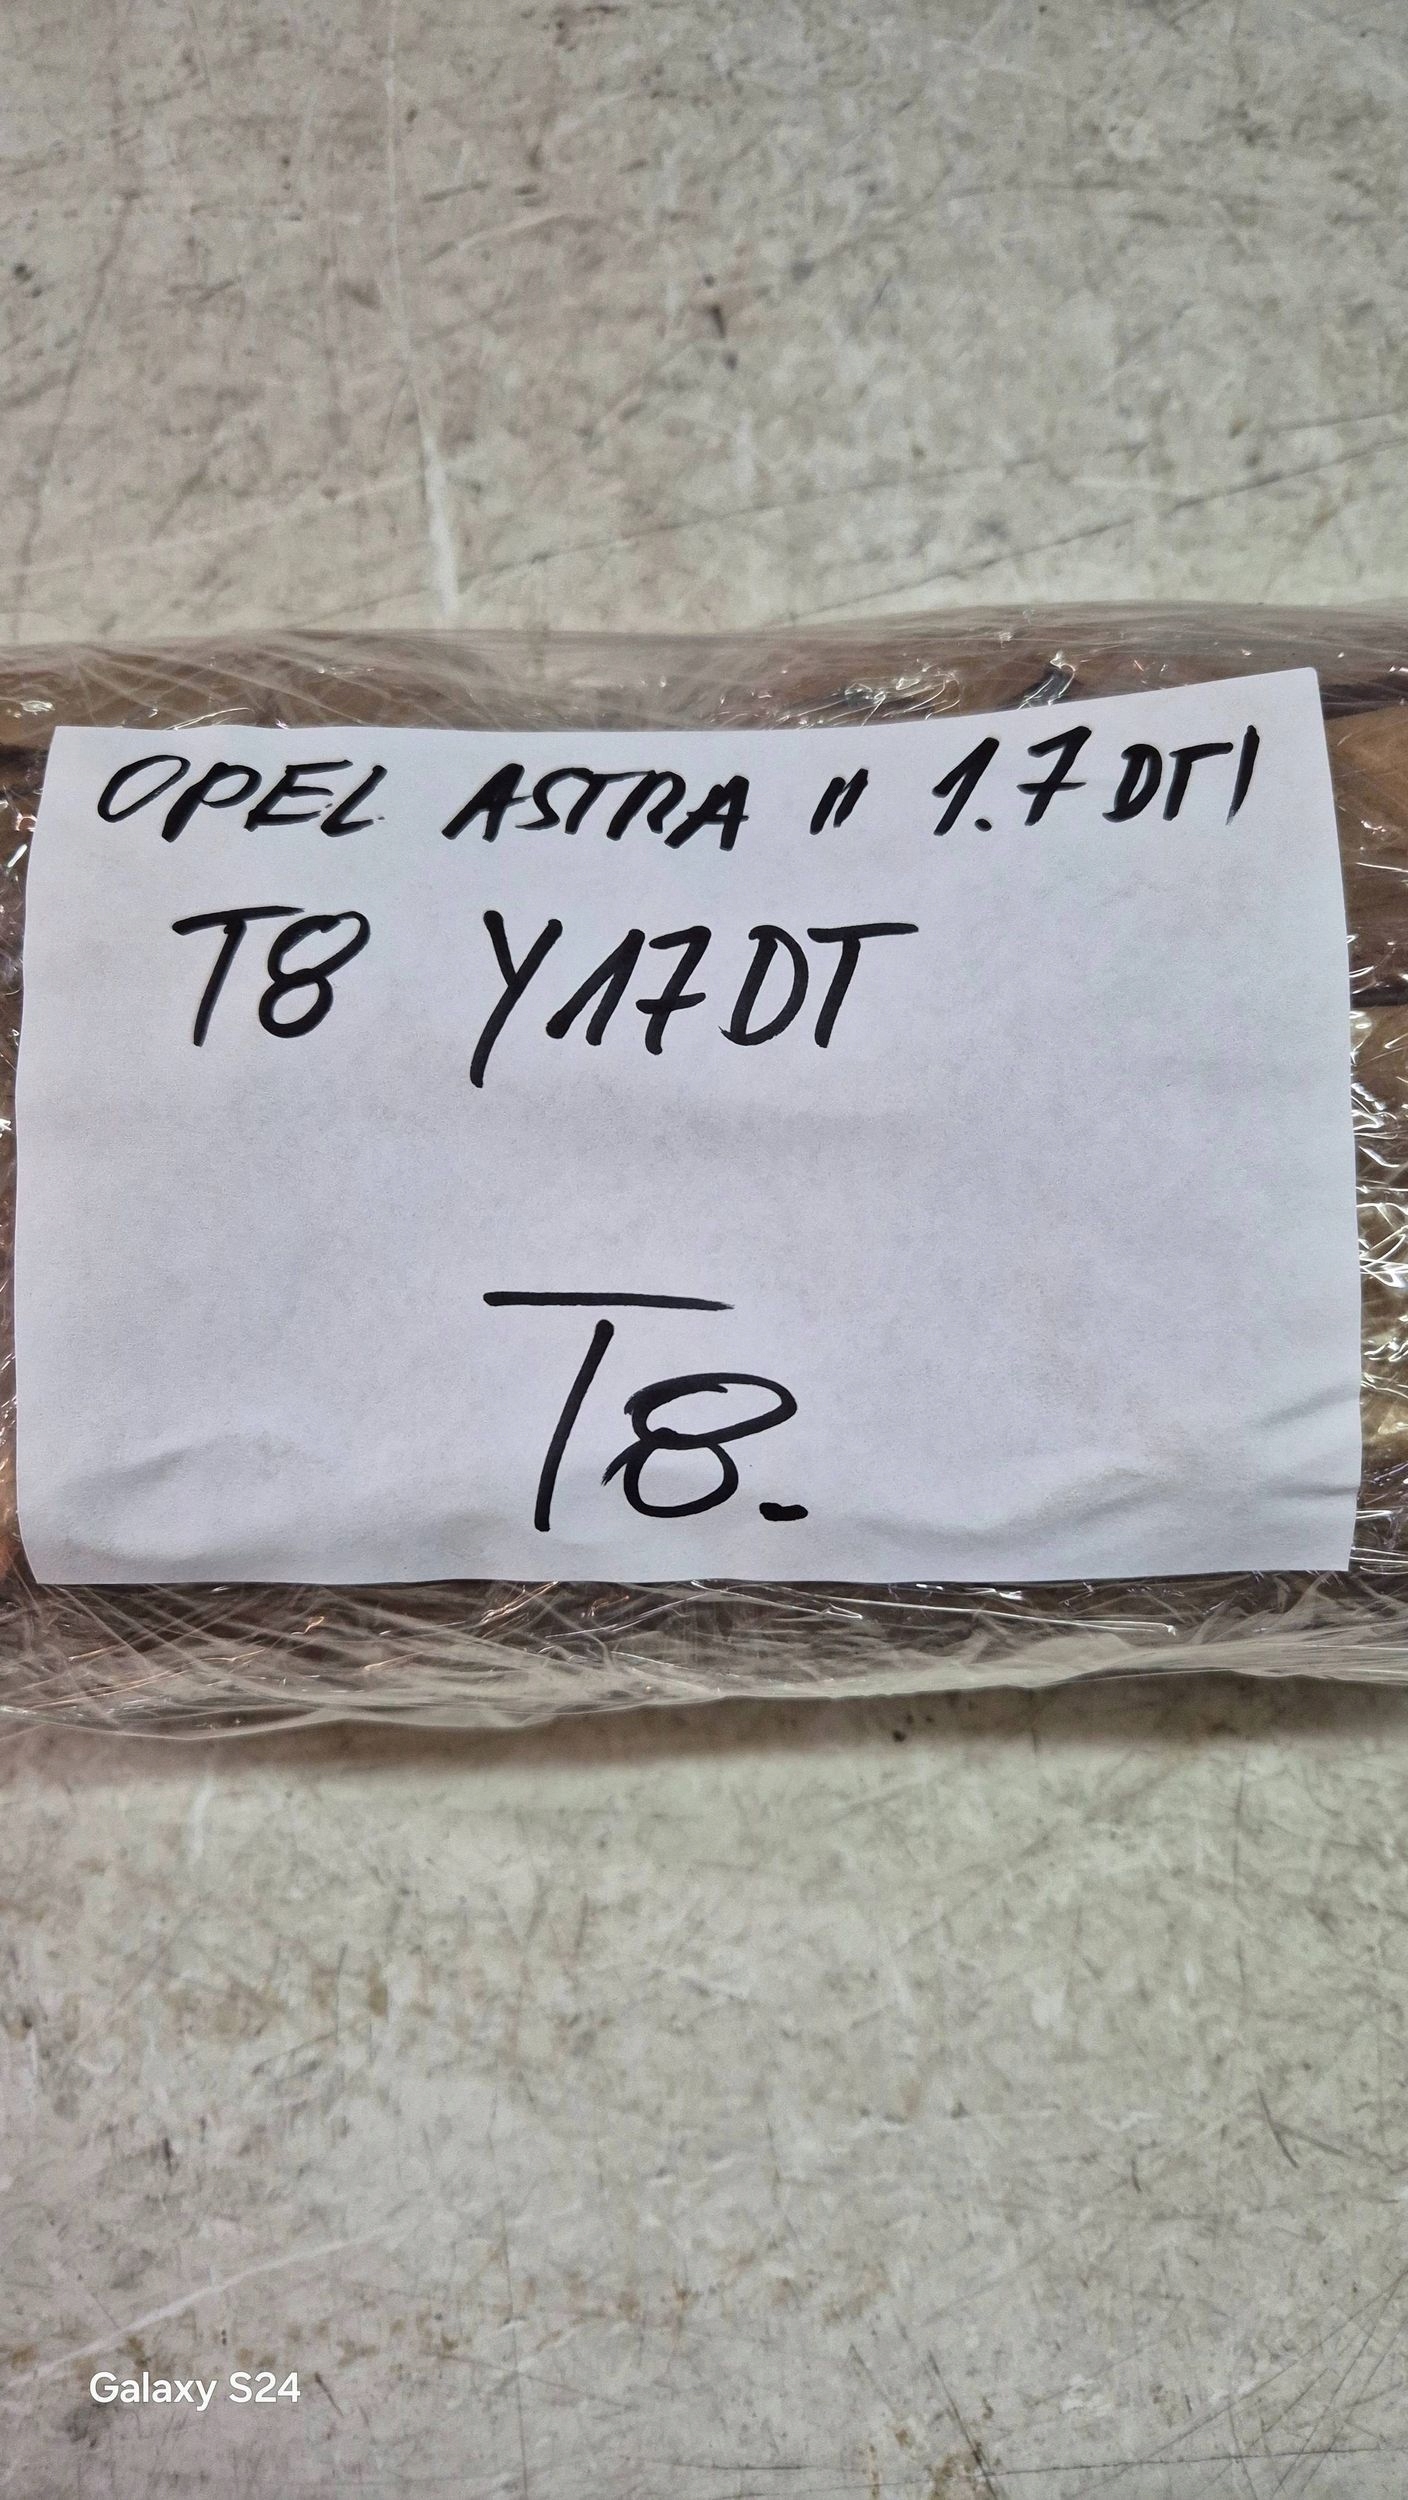 OPEL ASTRA II 1.7 DTI
T8 Y17DT
T8.
Galaxy S24